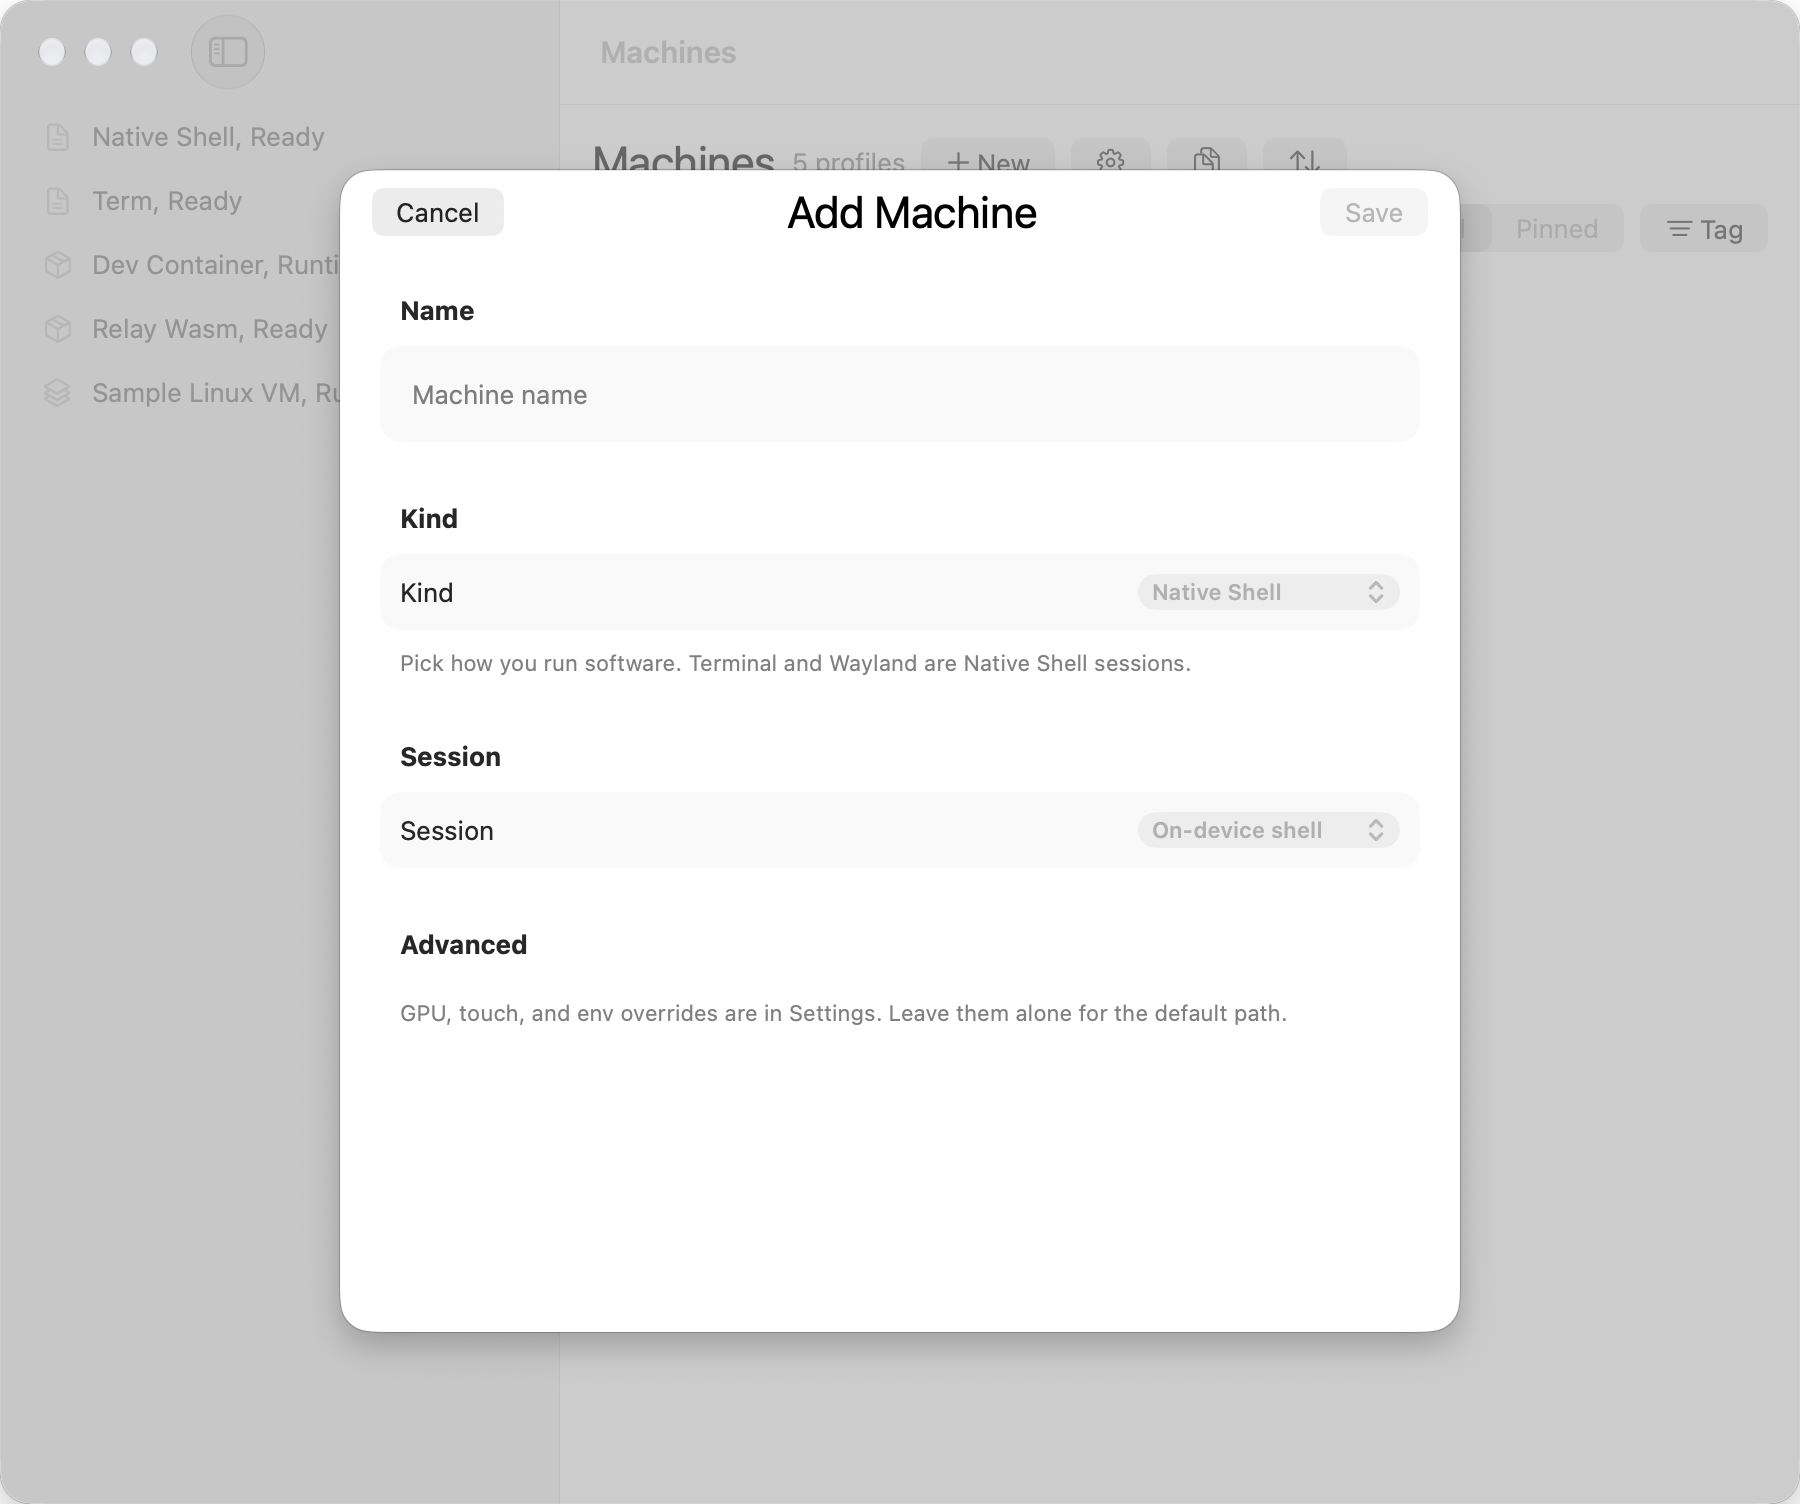 Machines
Native Shell, Ready
Term, Ready
Dev Container,
Relay Wasm, Ready
Sample Linux VM,
Machines 5 profiles New
Pinned Tag
Cancel Add Machine Save
Name
Machine name
Kind
Kind Native Shell
Pick how you run software. Terminal and Wayland are Native Shell sessions.
Session
Session On-device shell
Advanced
GPU, touch, and env overrides are in Settings. Leave them alone for the default path.